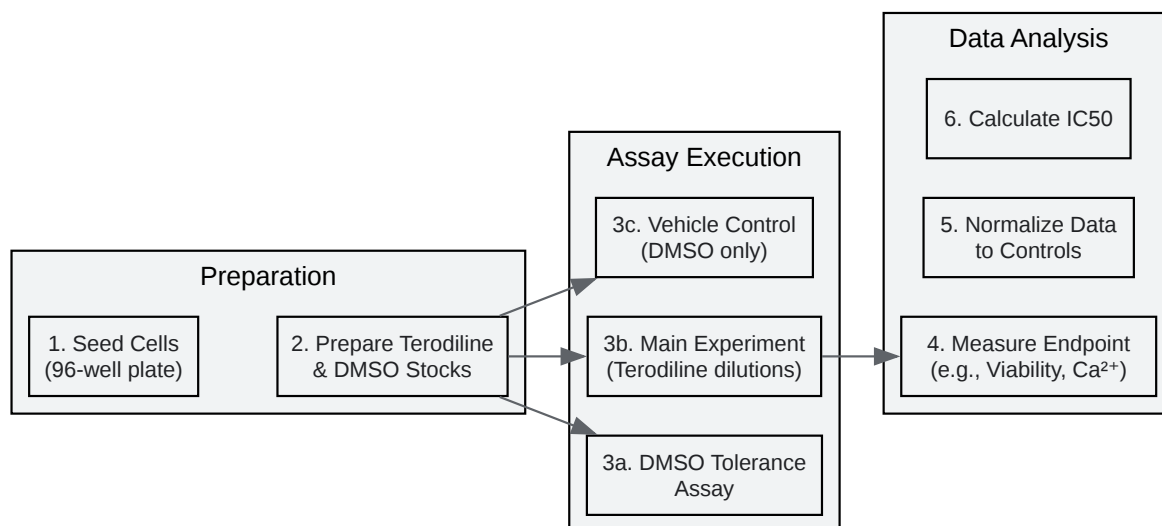 Preparation
1. Seed Cells
(96-well plate)
2. Prepare Terodiline
& DMSO Stocks
Assay Execution
3c. Vehicle Control
(DMSO only)
3b. Main Experiment
(Terodiline dilutions)
3a. DMSO Tolerance
Assay
Data Analysis
6. Calculate IC50
5. Normalize Data
to Controls
4. Measure Endpoint
(e.g., Viability, Ca²⁺)